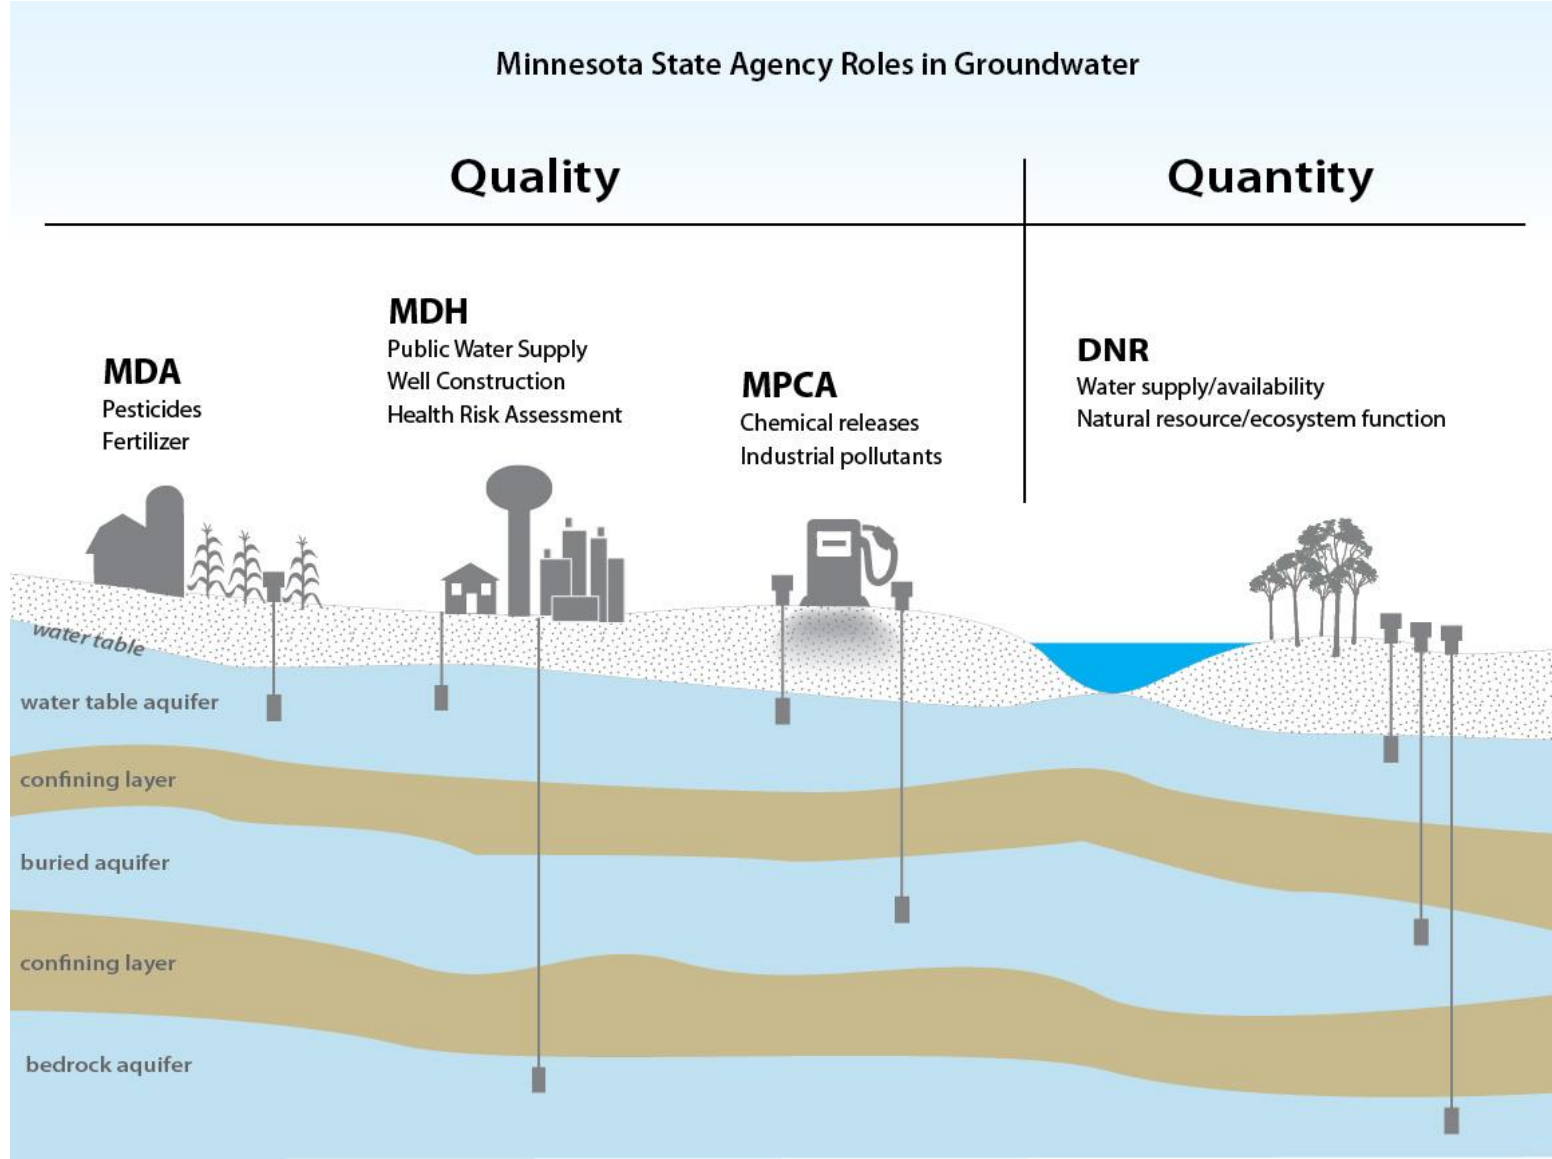 Minnesota State Agency Roles in Groundwater
Quality
Quantity
MDA
Pesticides
Fertilizer
MDH
Public Water Supply
Well Construction
Health Risk Assessment
MPCA
Chemical releases
Industrial pollutants
DNR
Water supply/availability
Natural resource/ecosystem function
water table
water table aquifer
confining layer
buried aquifer
confining layer
bedrock aquifer